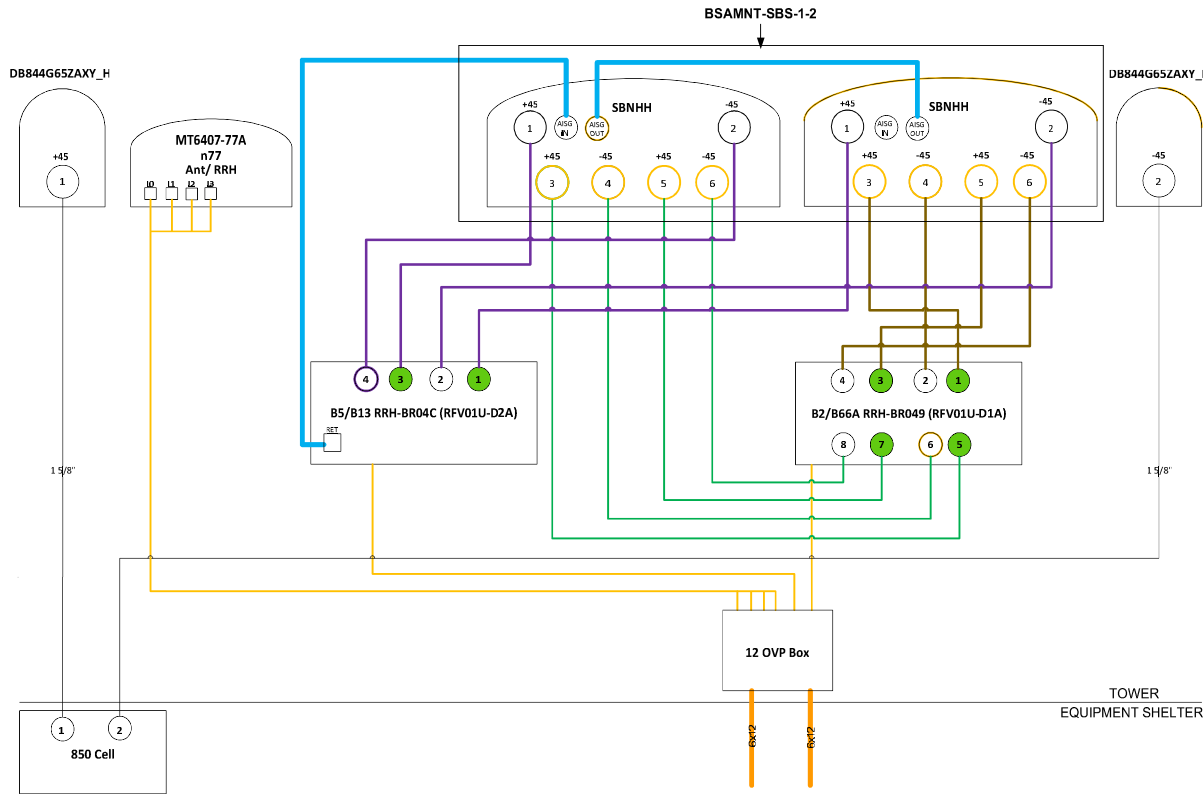 BSAMNT-SBS-1-2
DB844G65ZAXY_H
DB844G65ZAXY_
+45
1
MT6407-77A
n77
Ant/ RRH
J0 J1 J2 J3
SBNHH
+45
1
AISG
IN
AISG
OUT
-45
2
+45 -45 +45 -45
3 4 5 6
SBNHH
+45
1
AISG
IN
AISG
OUT
-45
2
+45 -45 +45 -45
3 4 5 6
-45
2
4 3 2 1
B5/B13 RRH-BR04C (RFV01U-D2A)
RET
4 3 2 1
B2/B66A RRH-BR049 (RFV01U-D1A)
8 7 6 5
1 5/8"
1 5/8"
12 OVP Box
TOWER
EQUIPMENT SHELTER
1 2
850 Cell
6x12
6x12